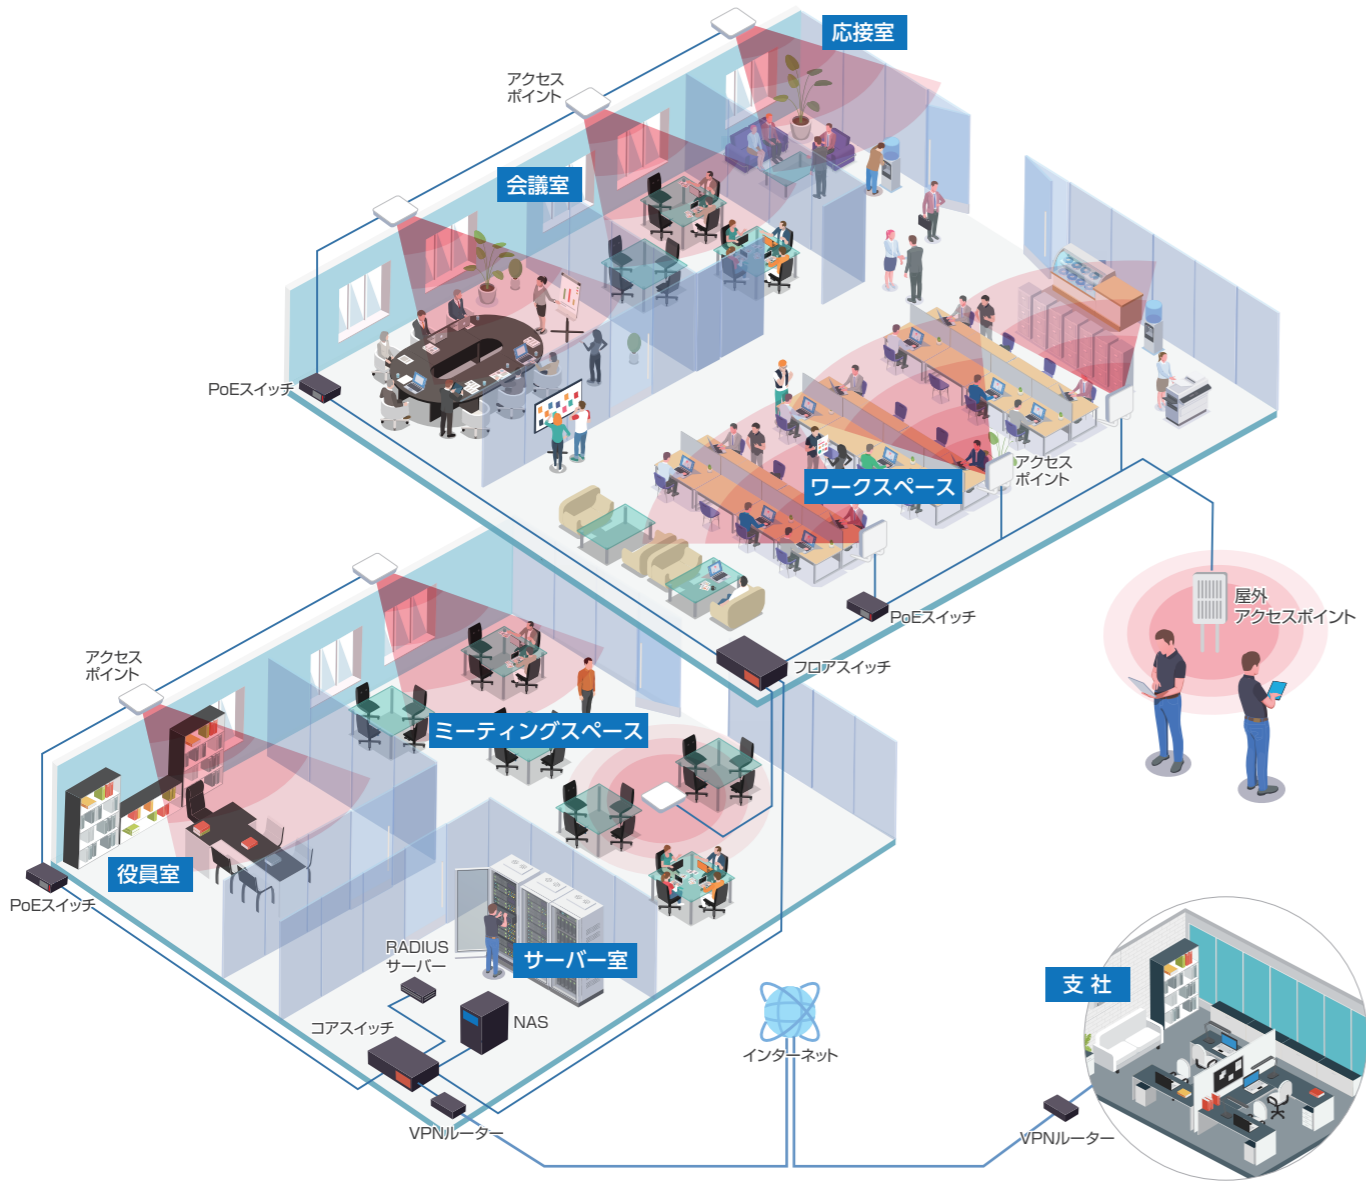 応接室
アクセス
ポイント
会議室
PoEスイッチ
アクセス
ポイント
ワークスペース
屋外
アクセスポイント
PoEスイッチ
フロアスイッチ
アクセス
ポイント
ミーティングスペース
役員室
PoEスイッチ
RADIUS
サーバー
サーバー室
支社
NAS
コアスイッチ
インターネット
VPNルーター
VPNルーター